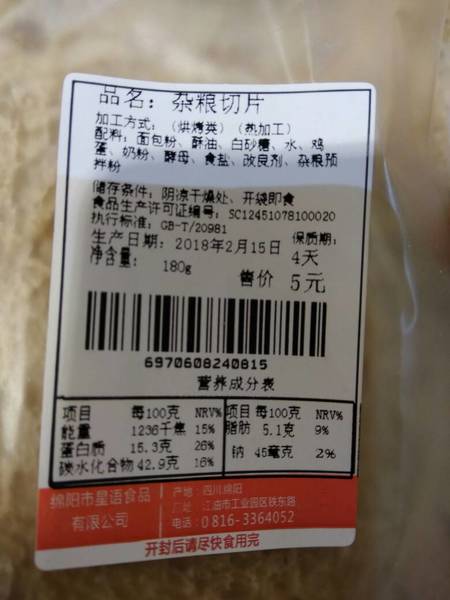 品名：杂粮切片
加工方式：（烘烤类）（热加工）
配料：面包粉、酥油、白砂糖、水、鸡
蛋、奶粉、酵母、食盐、改良剂、杂粮预
拌粉
储存条件：阴凉干燥处、开袋即食
食品生产许可证编号：SC12451078100020
执行标准：GB-T/20981
生产日期：2018年2月15日 保质期：
净含量： 180g 4天
售价 5元
6970608240815
营养成分表
项目 每100克 NRV% 项目 每100克 NRV%
能量 1236千焦 15% 脂肪 5.1克 9%
蛋白质 15.3克 26%
碳水化合物 42.9克 16% 钠 45毫克 2%
绵阳市星语食品
有限公司
产地：四川绵阳
厂址：江油市工业园区铁东路
电话：0816-3364052
开封后请尽快食用完